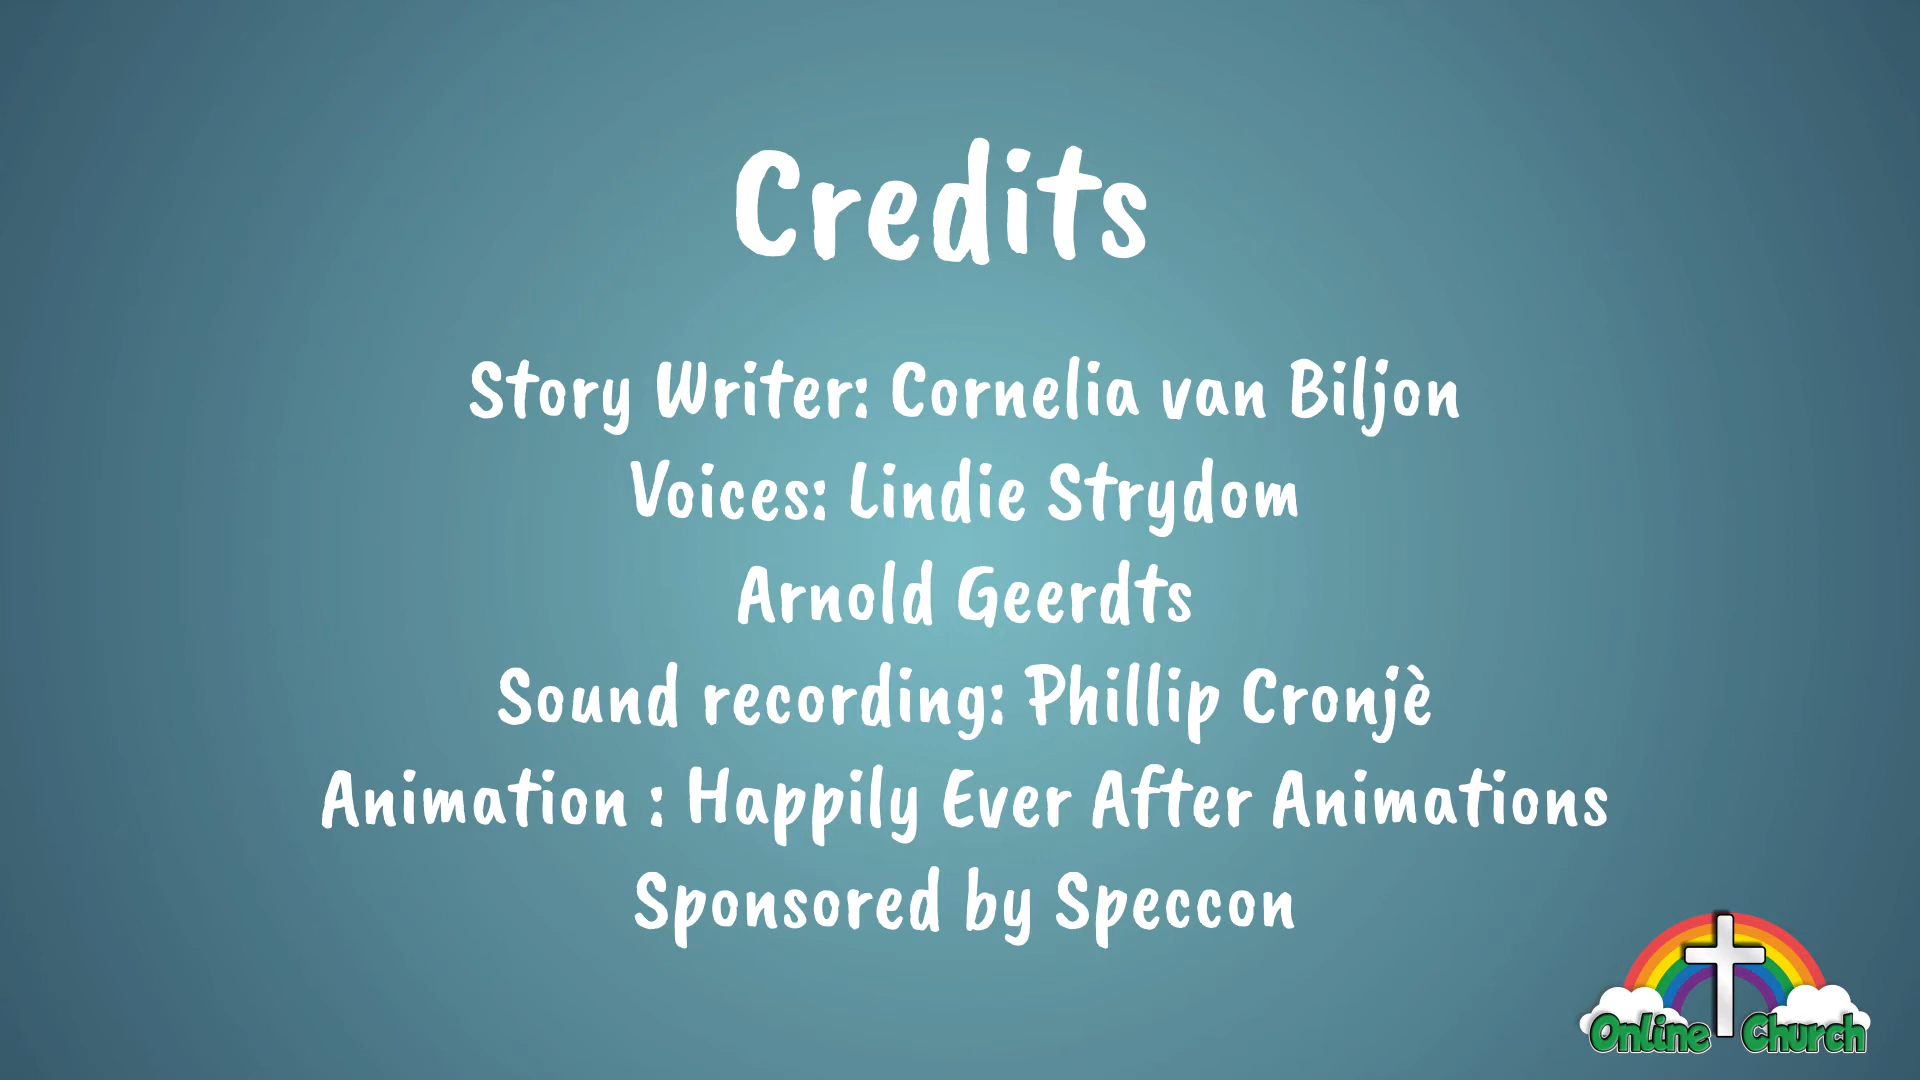 Credits
Story Writer: Cornelia van Biljon
Voices: Lindie Strydom
Arnold Geerdts
Sound recording: Phillip Cronjè
Animation : Happily Ever After Animations
Sponsored by Speccon
Online Church